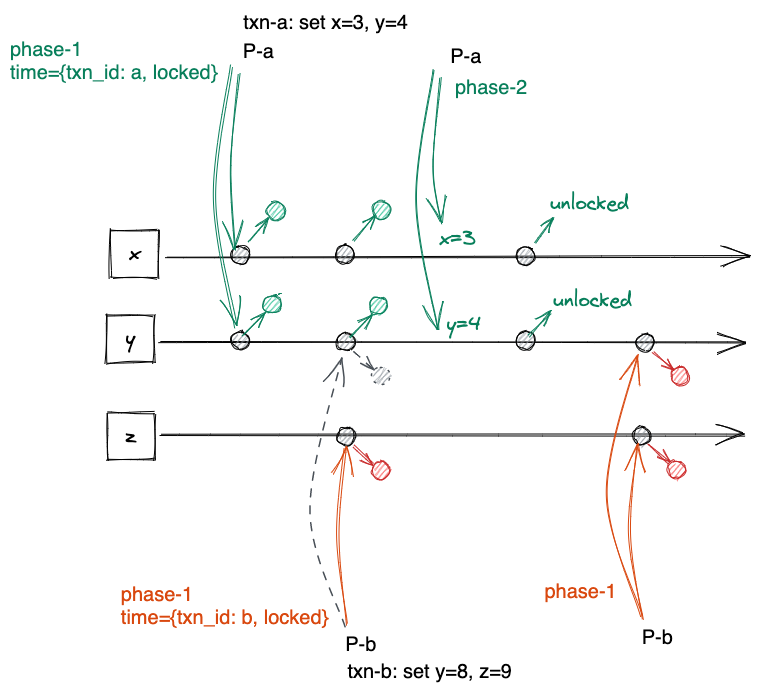 txn-a: set x=3, y=4
phase-1
time={txn_id: a, locked}
P-a
P-a
phase-2
unlocked
x=3
x
unlocked
y=4
y
z
phase-1
time={txn_id: b, locked}
phase-1
P-b
P-b
txn-b: set y=8, z=9